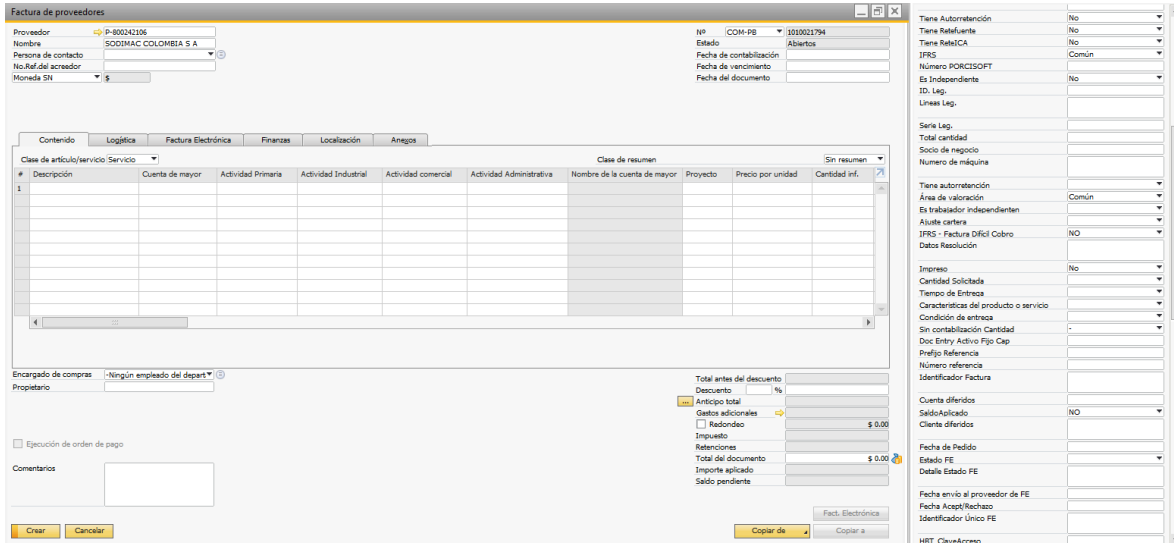 Factura de proveedores
Proveedor P-800242106
Nombre SODIMAC COLOMBIA S A
Persona de contacto
No.Ref.del acreedor
Moneda SN $
Nº COM-PB 1010021794
Estado Abiertos
Fecha de contabilización
Fecha de vencimiento
Fecha del documento
Contenido Logística Factura Electrónica Finanzas Localización Anexos
Clase de artículo/servicio Servicio Clase de resumen Sin resumen
# Descripción Cuenta de mayor Actividad Primaria Actividad Industrial Actividad comercial Actividad Administrativa Nombre de la cuenta de mayor Proyecto Precio por unidad Cantidad inf.
1
Encargado de compras -Ningún empleado del depart
Propietario
Ejecución de orden de pago
Comentarios
Total antes del descuento
Descuento %
... Anticipo total
Gastos adicionales
Redondeo $ 0.00
Impuesto
Retenciones
Total del documento $ 0.00
Importe aplicado
Saldo pendiente
Fact. Electrónica
Crear Cancelar Copiar de Copiar a
Tiene Autorretención No
Tiene Retefuente No
Tiene ReteICA No
IFRS Común
Número PORCISOFT
Es Independiente No
ID. Leg.
Lineas Leg.
Serie Leg.
Total cantidad
Socio de negocio
Numero de máquina
Tiene autorretención
Área de valoración Común
Es trabajador independienten
Ajuste cartera
IFRS - Factura Difícil Cobro NO
Datos Resolución
Impreso No
Cantidad Solicitada
Tiempo de Entrega
Caracteristicas del producto o servicio
Condición de entrega
Sin contabilización Cantidad -
Doc Entry Activo Fijo Cap
Prefijo Referencia
Número referencia
Identificador Factura
Cuenta diferidos
SaldoAplicado NO
Cliente diferidos
Fecha de Pedido
Estado FE
Detalle Estado FE
Fecha envío al proveedor de FE
Fecha Acept/Rechazo
Identificador Único FE
HBT_ClaveAcceso